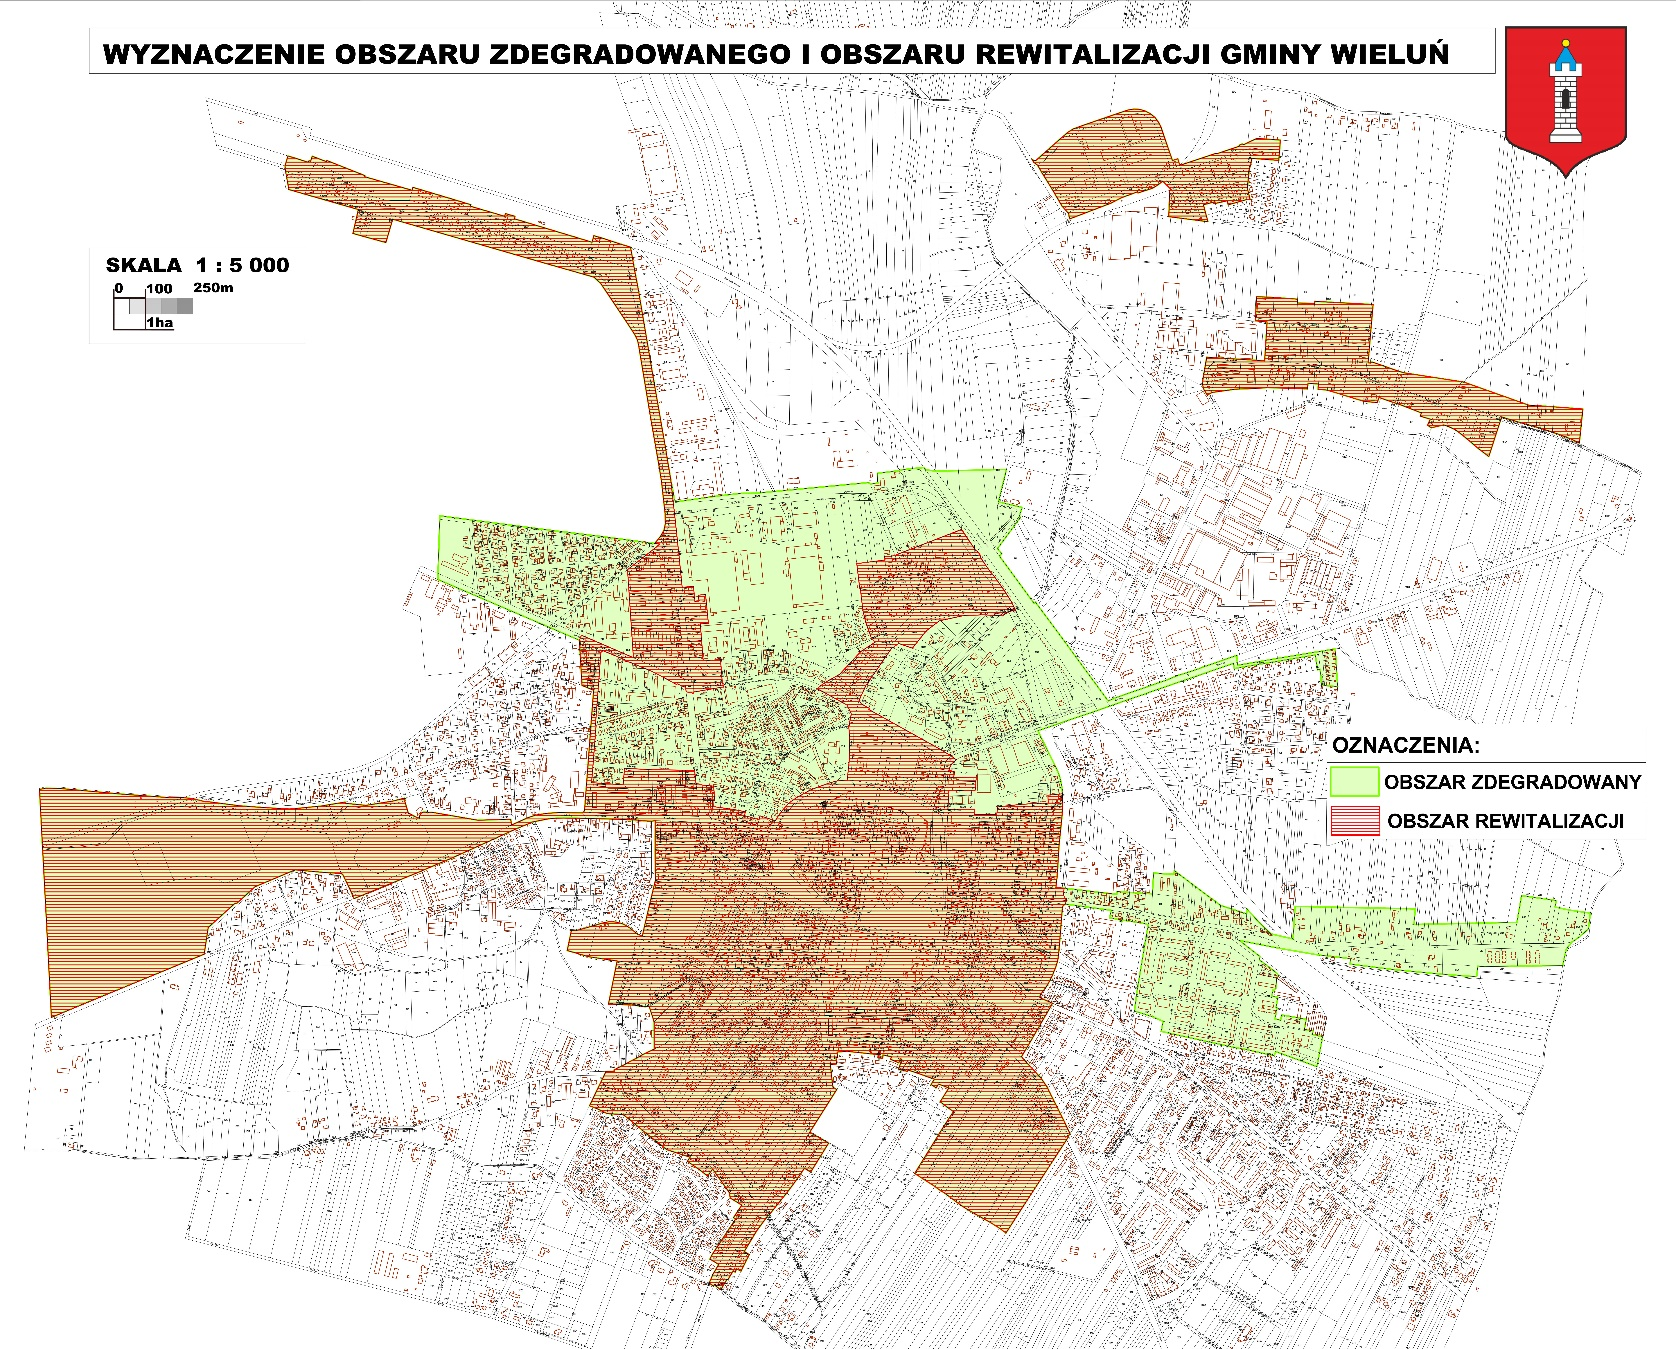 WYZNACZENIE OBSZARU ZDEGRADOWANEGO I OBSZARU REWITALIZACJI GMINY WIELUŃ
SKALA 1 : 5 000
0 100 250m
1ha
OZNACZENIA:
OBSZAR ZDEGRADOWANY
OBSZAR REWITALIZACJI